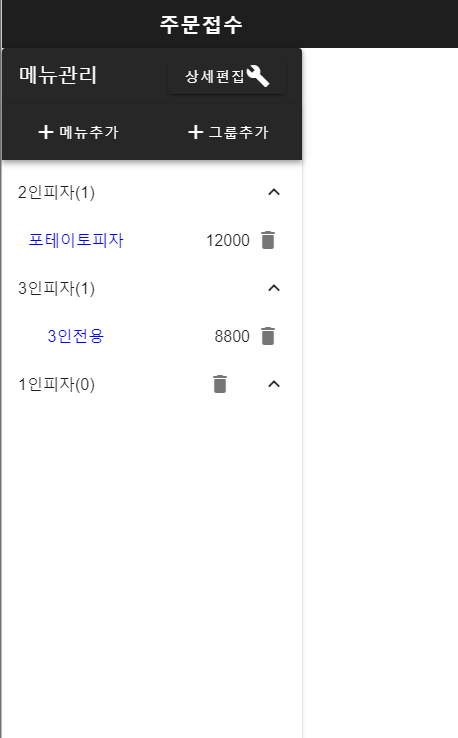 주문접수
메뉴관리 상세편집
메뉴추가 그룹추가
2인피자(1)
포테이토피자 12000
3인피자(1)
3인전용 8800
1인피자(0)